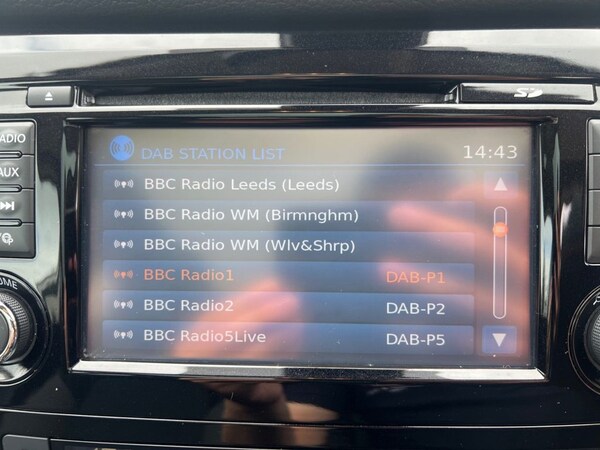 SD
RADIO
AUX
DAB STATION LIST 14:43
BBC Radio Leeds (Leeds)
BBC Radio WM (Birmnghm)
BBC Radio WM (Wlv&Shrp)
BBC Radio1 DAB-P1
BBC Radio2 DAB-P2
BBC Radio5Live DAB-P5